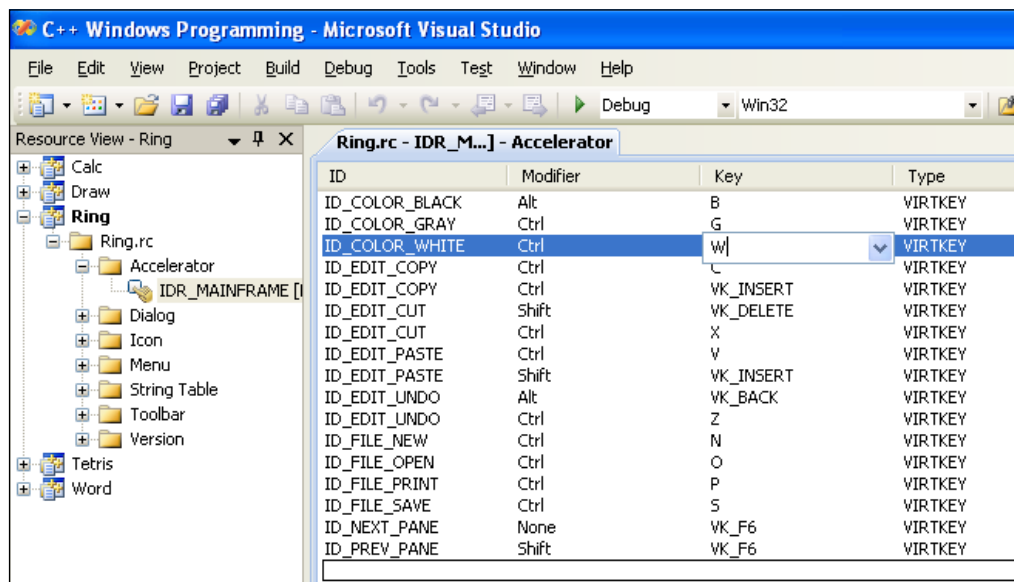 C++ Windows Programming - Microsoft Visual Studio
File Edit View Project Build Debug Tools Test Window Help
Debug Win32
Resource View - Ring
Calc
Draw
Ring
Ring.rc
Accelerator
IDR_MAINFRAME [
Dialog
Icon
Menu
String Table
Toolbar
Version
Tetris
Word
Ring.rc - IDR_M...] - Accelerator
ID Modifier Key Type
ID_COLOR_BLACK Alt B VIRTKEY
ID_COLOR_GRAY Ctrl G VIRTKEY
ID_COLOR_WHITE Ctrl W VIRTKEY
ID_EDIT_COPY Ctrl C VIRTKEY
ID_EDIT_COPY Ctrl VK_INSERT VIRTKEY
ID_EDIT_CUT Shift VK_DELETE VIRTKEY
ID_EDIT_CUT Ctrl X VIRTKEY
ID_EDIT_PASTE Ctrl V VIRTKEY
ID_EDIT_PASTE Shift VK_INSERT VIRTKEY
ID_EDIT_UNDO Alt VK_BACK VIRTKEY
ID_EDIT_UNDO Ctrl Z VIRTKEY
ID_FILE_NEW Ctrl N VIRTKEY
ID_FILE_OPEN Ctrl O VIRTKEY
ID_FILE_PRINT Ctrl P VIRTKEY
ID_FILE_SAVE Ctrl S VIRTKEY
ID_NEXT_PANE None VK_F6 VIRTKEY
ID_PREV_PANE Shift VK_F6 VIRTKEY